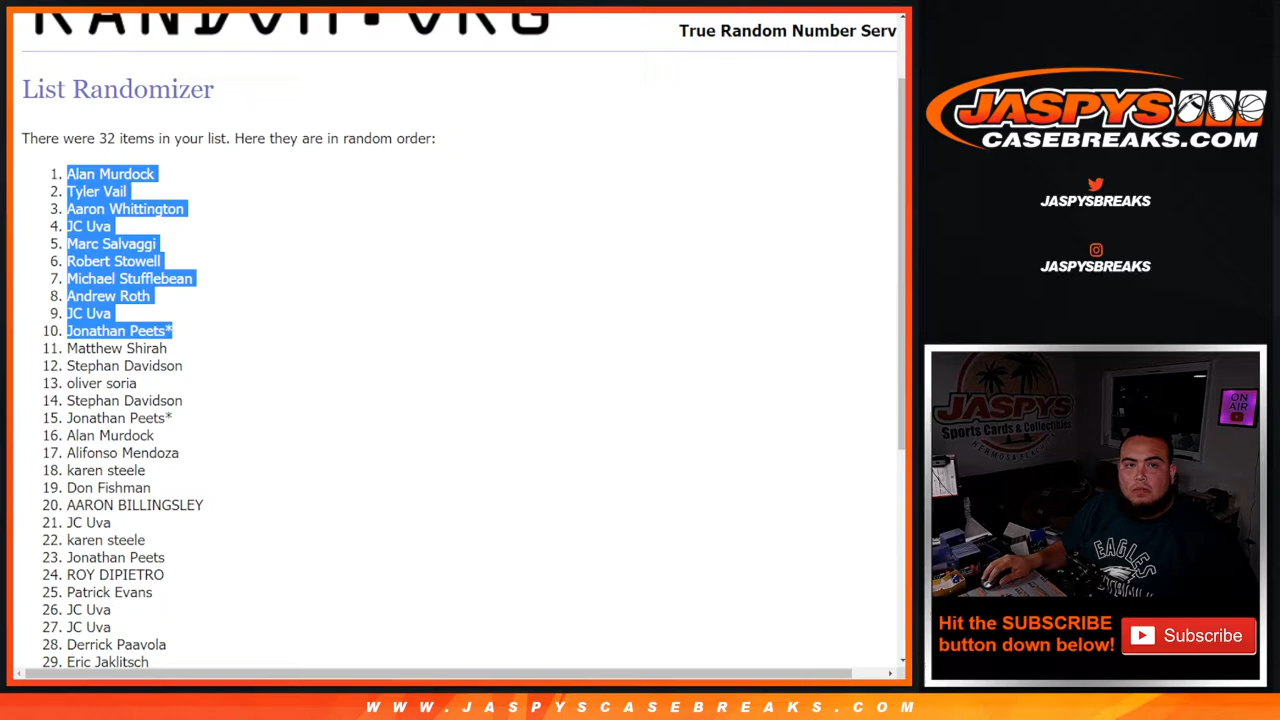 RANDOM.ORG
True Random Number Serv
List Randomizer
There were 32 items in your list. Here they are in random order:
1. Alan Murdock
2. Tyler Vail
3. Aaron Whittington
4. JC Uva
5. Marc Salvaggi
6. Robert Stowell
7. Michael Stufflebean
8. Andrew Roth
9. JC Uva
10. Jonathan Peets*
11. Matthew Shirah
12. Stephan Davidson
13. oliver soria
14. Stephan Davidson
15. Jonathan Peets*
16. Alan Murdock
17. Alifonso Mendoza
18. karen steele
19. Don Fishman
20. AARON BILLINGSLEY
21. JC Uva
22. karen steele
23. Jonathan Peets
24. ROY DIPIETRO
25. Patrick Evans
26. JC Uva
27. JC Uva
28. Derrick Paavola
29. Eric Jaklitsch
JASPYS
CASEBREAKS.COM
JASPYSBREAKS
JASPYSBREAKS
JASPYS
Sports Cards & Collectibles
HERMOSA BEACH
ON AIR
EAGLES
FOOTBALL
Hit the SUBSCRIBE
button down below!
Subscribe
WWW.JASPYSCASEBREAKS.COM